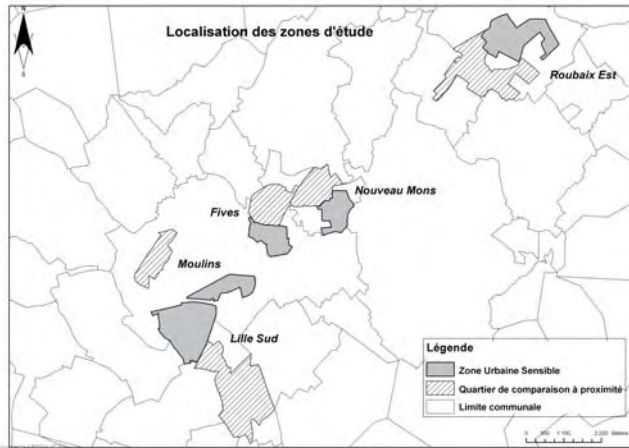 N
Localisation des zones d'étude
S
Roubaix Est
Nouveau Mons
Fives
Moulins
Lille Sud
Légende
Zone Urbaine Sensible
Quartier de comparaison à proximité
Limite communale
0